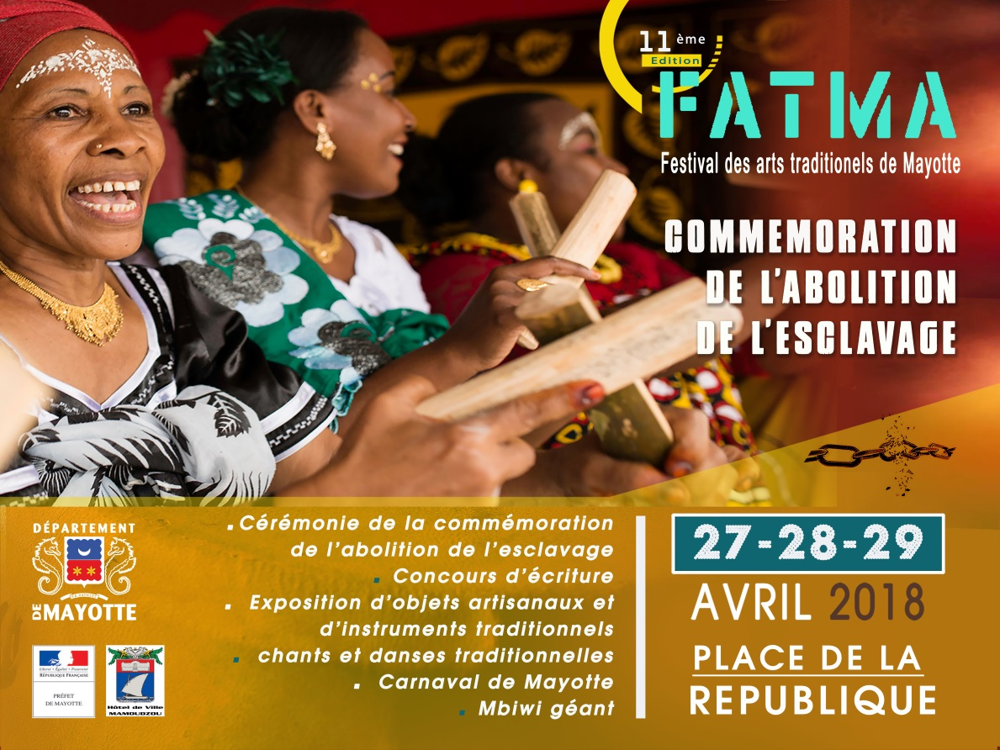 11 ème
Edition
FATMA
Festival des arts traditionels de Mayotte
COMMEMORATION
DE L'ABOLITION
DE L'ESCLAVAGE
. Cérémonie de la commémoration
de l'abolition de l'esclavage
. Concours d'écriture
. Exposition d'objets artisanaux et
d'instruments traditionnels
. chants et danses traditionnelles
. Carnaval de Mayotte
. Mbiwi géant
27-28-29
AVRIL 2018
PLACE DE LA
REPUBLIQUE
DÉPARTEMENT
DE MAYOTTE
Liberté • Égalité • Fraternité
RÉPUBLIQUE FRANÇAISE
PRÉFET
DE MAYOTTE
Hôtel de Ville
MAMOUDZOU